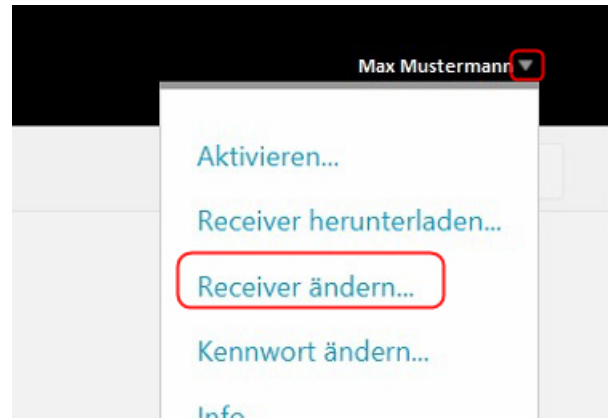 Max Mustermann
Aktivieren...
Receiver herunterladen...
Receiver ändern...
Kennwort ändern...
Info